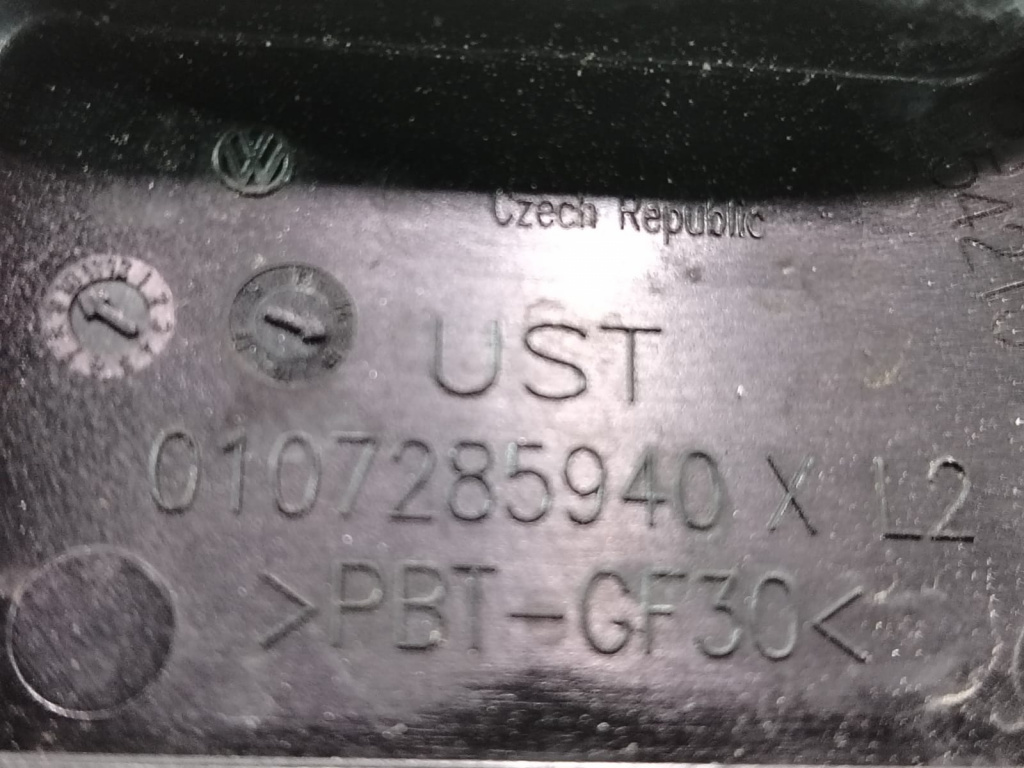 Czech Republic
UST
0107285940 X L2
>PBT-GF30<